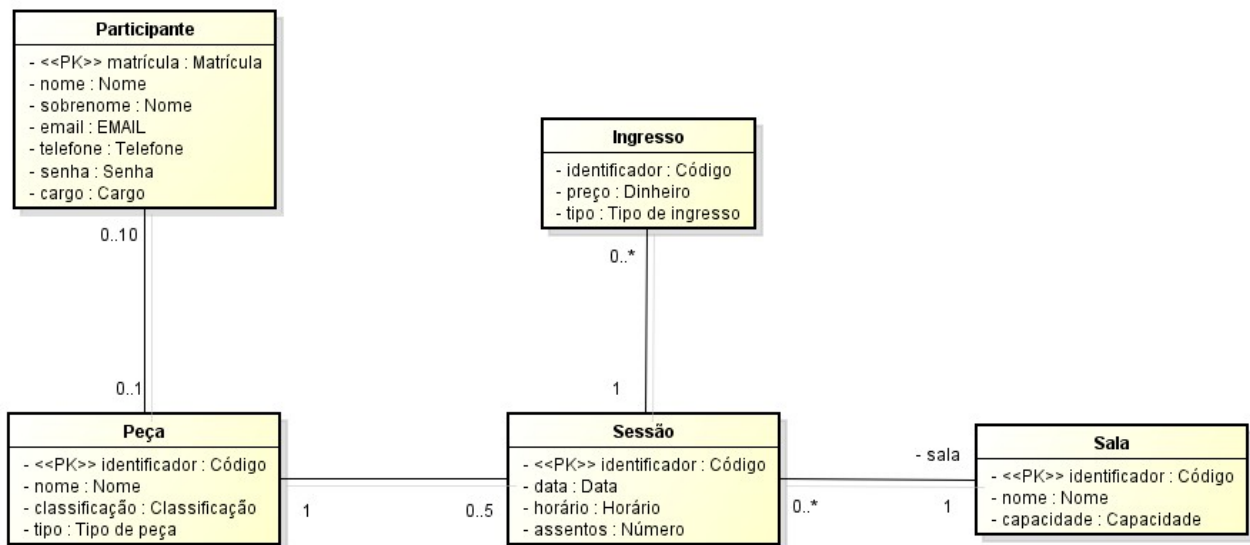 Participante
- <<PK>> matrícula : Matrícula
- nome : Nome
- sobrenome : Nome
- email : EMAIL
- telefone : Telefone
- senha : Senha
- cargo : Cargo
Ingresso
- identificador : Código
- preço : Dinheiro
- tipo : Tipo de ingresso
0..10
0..*
0..1
1
Peça
- <<PK>> identificador : Código
- nome : Nome
- classificação : Classificação
- tipo : Tipo de peça
1
0..5
Sessão
- <<PK>> identificador : Código
- data : Data
- horário : Horário
- assentos : Número
- sala
0..*
1
Sala
- <<PK>> identificador : Código
- nome : Nome
- capacidade : Capacidade